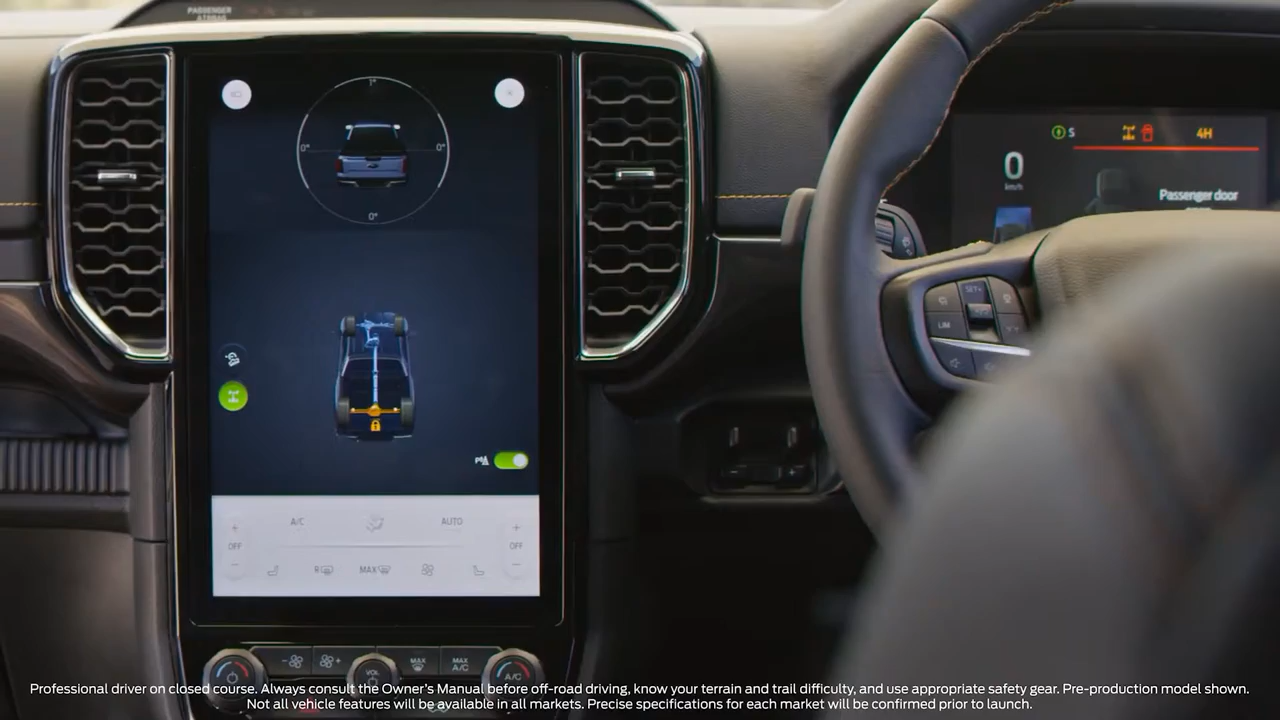 PASSENGER
AIRBAG
1°
0°
0°
0°
S
4H
0
km/h
Passenger door
SET+
LIM
A/C
AUTO
OFF
OFF
R
MAX
MAX
MAX
A/C
VOL
A/C
Professional driver on closed course. Always consult the Owner's Manual before off-road driving, know your terrain and trail difficulty, and use appropriate safety gear. Pre-production model shown.
Not all vehicle features will be available in all markets. Precise specifications for each market will be confirmed prior to launch.